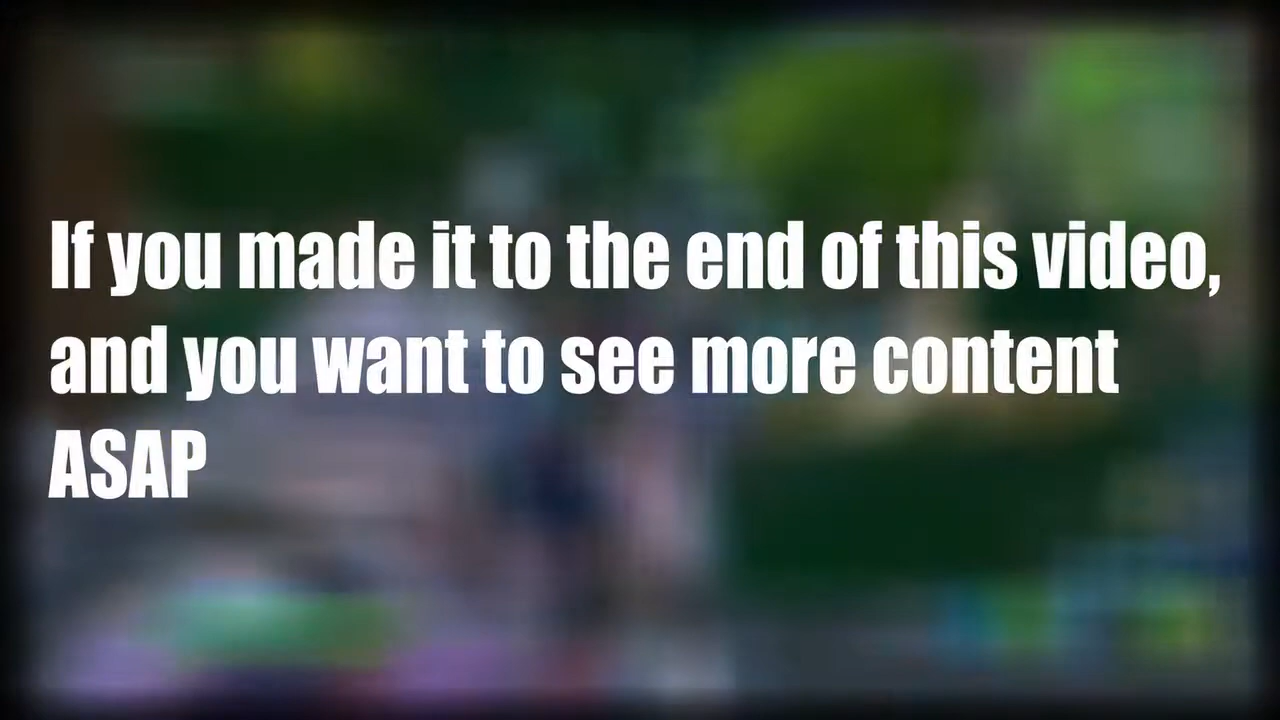 If you made it to the end of this video,
and you want to see more content
ASAP